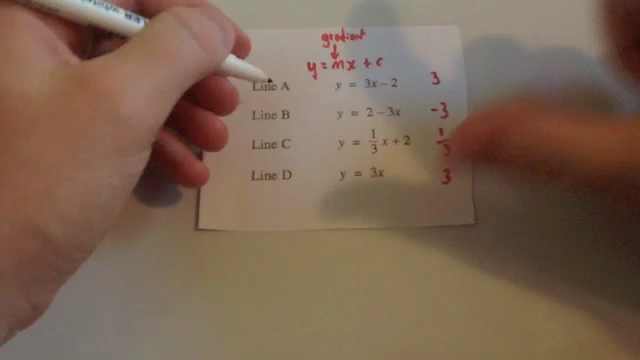 gradient
y = mx + c
Line A y = 3x − 2 3
Line B y = 2 − 3x −3
Line C y = 1/3 x + 2 1/3
Line D y = 3x 3